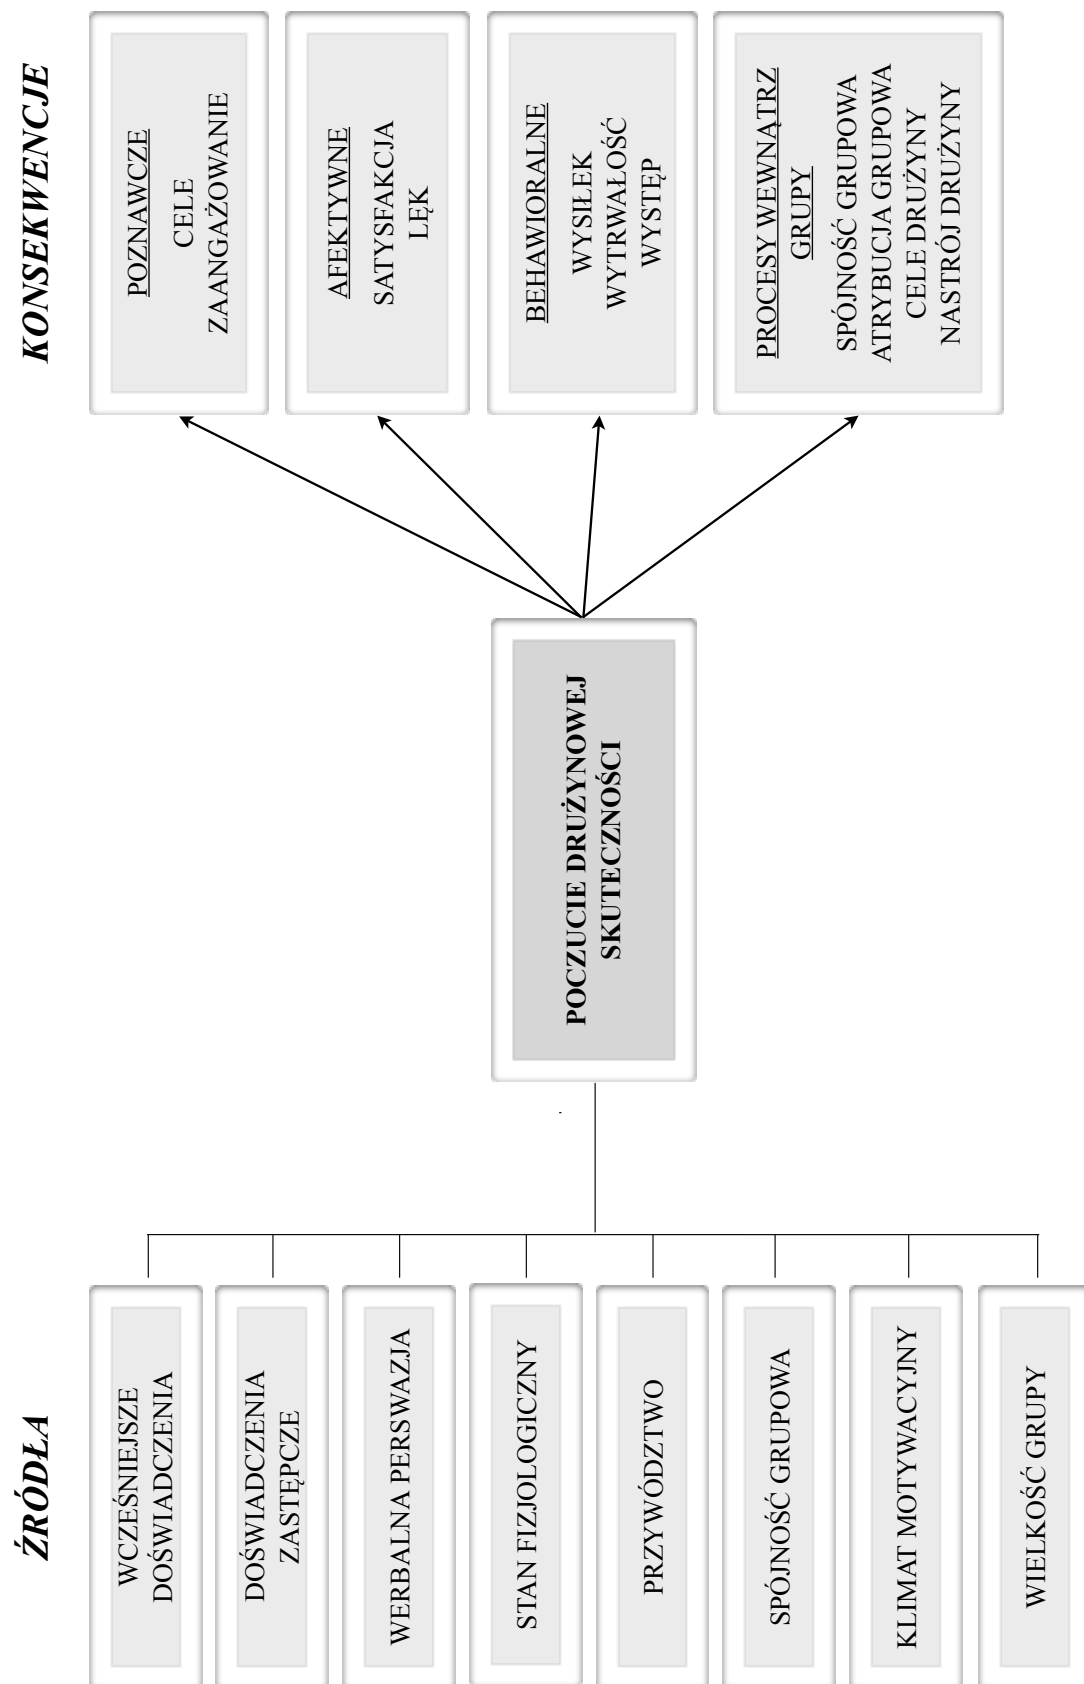 ŹRÓDŁA
WCZEŚNIEJSZE
DOŚWIADCZENIA
DOŚWIADCZENIA
ZASTĘPCZE
WERBALNA PERSWAZJA
STAN FIZJOLOGICZNY
PRZYWÓDZTWO
SPÓJNOŚĆ GRUPOWA
KLIMAT MOTYWACYJNY
WIELKOŚĆ GRUPY
POCZUCIE DRUŻYNOWEJ
SKUTECZNOŚCI
KONSEKWENCJE
POZNAWCZE
CELE
ZAANGAŻOWANIE
AFEKTYWNE
SATYSFAKCJA
LĘK
BEHAWIORALNE
WYSIŁEK
WYTRWAŁOŚĆ
WYSTĘP
PROCESY WEWNĄTRZ
GRUPY
SPÓJNOŚĆ GRUPOWA
ATRYBUCJA GRUPOWA
CELE DRUŻYNY
NASTRÓJ DRUŻYNY